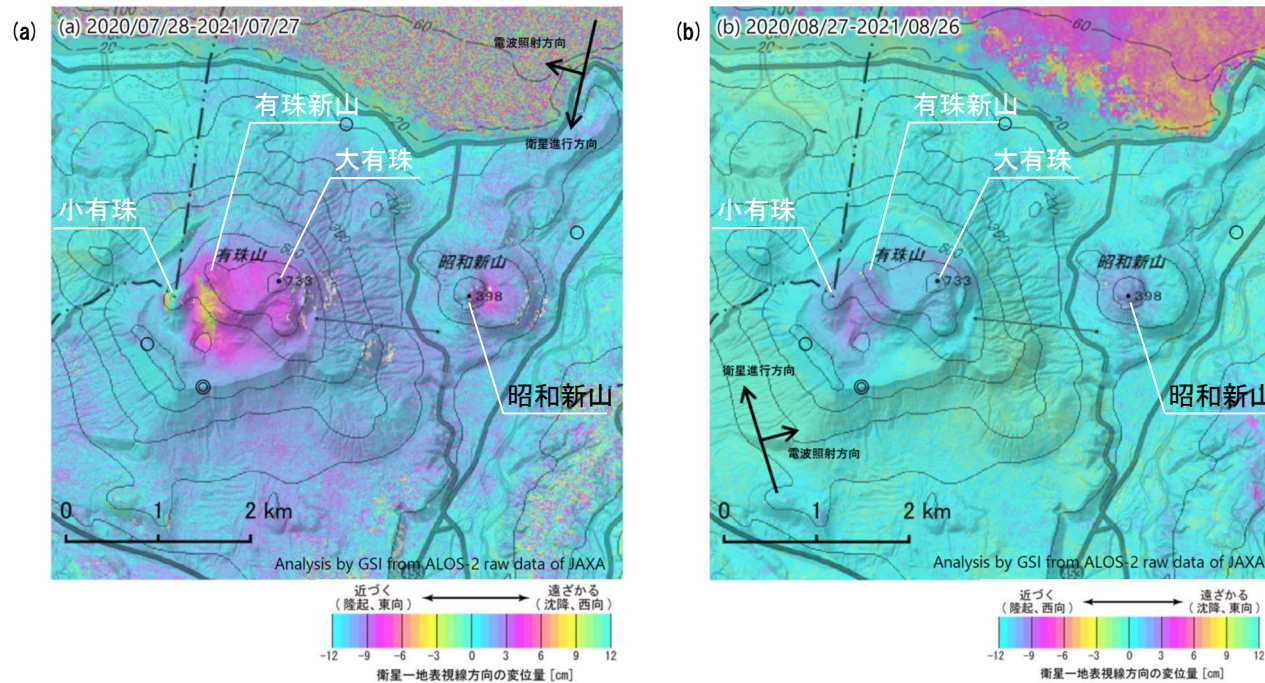 (a)
(a) 2020/07/28-2021/07/27
60
20
電波照射方向
衛星進行方向
有珠新山
大有珠
小有珠
有珠山
733
昭和新山
398
昭和新山
20
0 1 2 km
453
Analysis by GSI from ALOS-2 raw data of JAXA
近づく
(隆起、東向)
遠ざかる
(沈降、西向)
-12 -9 -6 -3 0 3 6 9 12
衛星―地表視線方向の変位量 [cm]
(b)
(b) 2020/08/27-2021/08/26
60
20
有珠新山
大有珠
小有珠
有珠山
733
昭和新山
398
昭和新山
20
衛星進行方向
電波照射方向
0 1 2 km
453
Analysis by GSI from ALOS-2 raw data of JAXA
近づく
(隆起、西向)
遠ざかる
(沈降、東向)
-12 -9 -6 -3 0 3 6 9 12
衛星―地表視線方向の変位量 [cm]